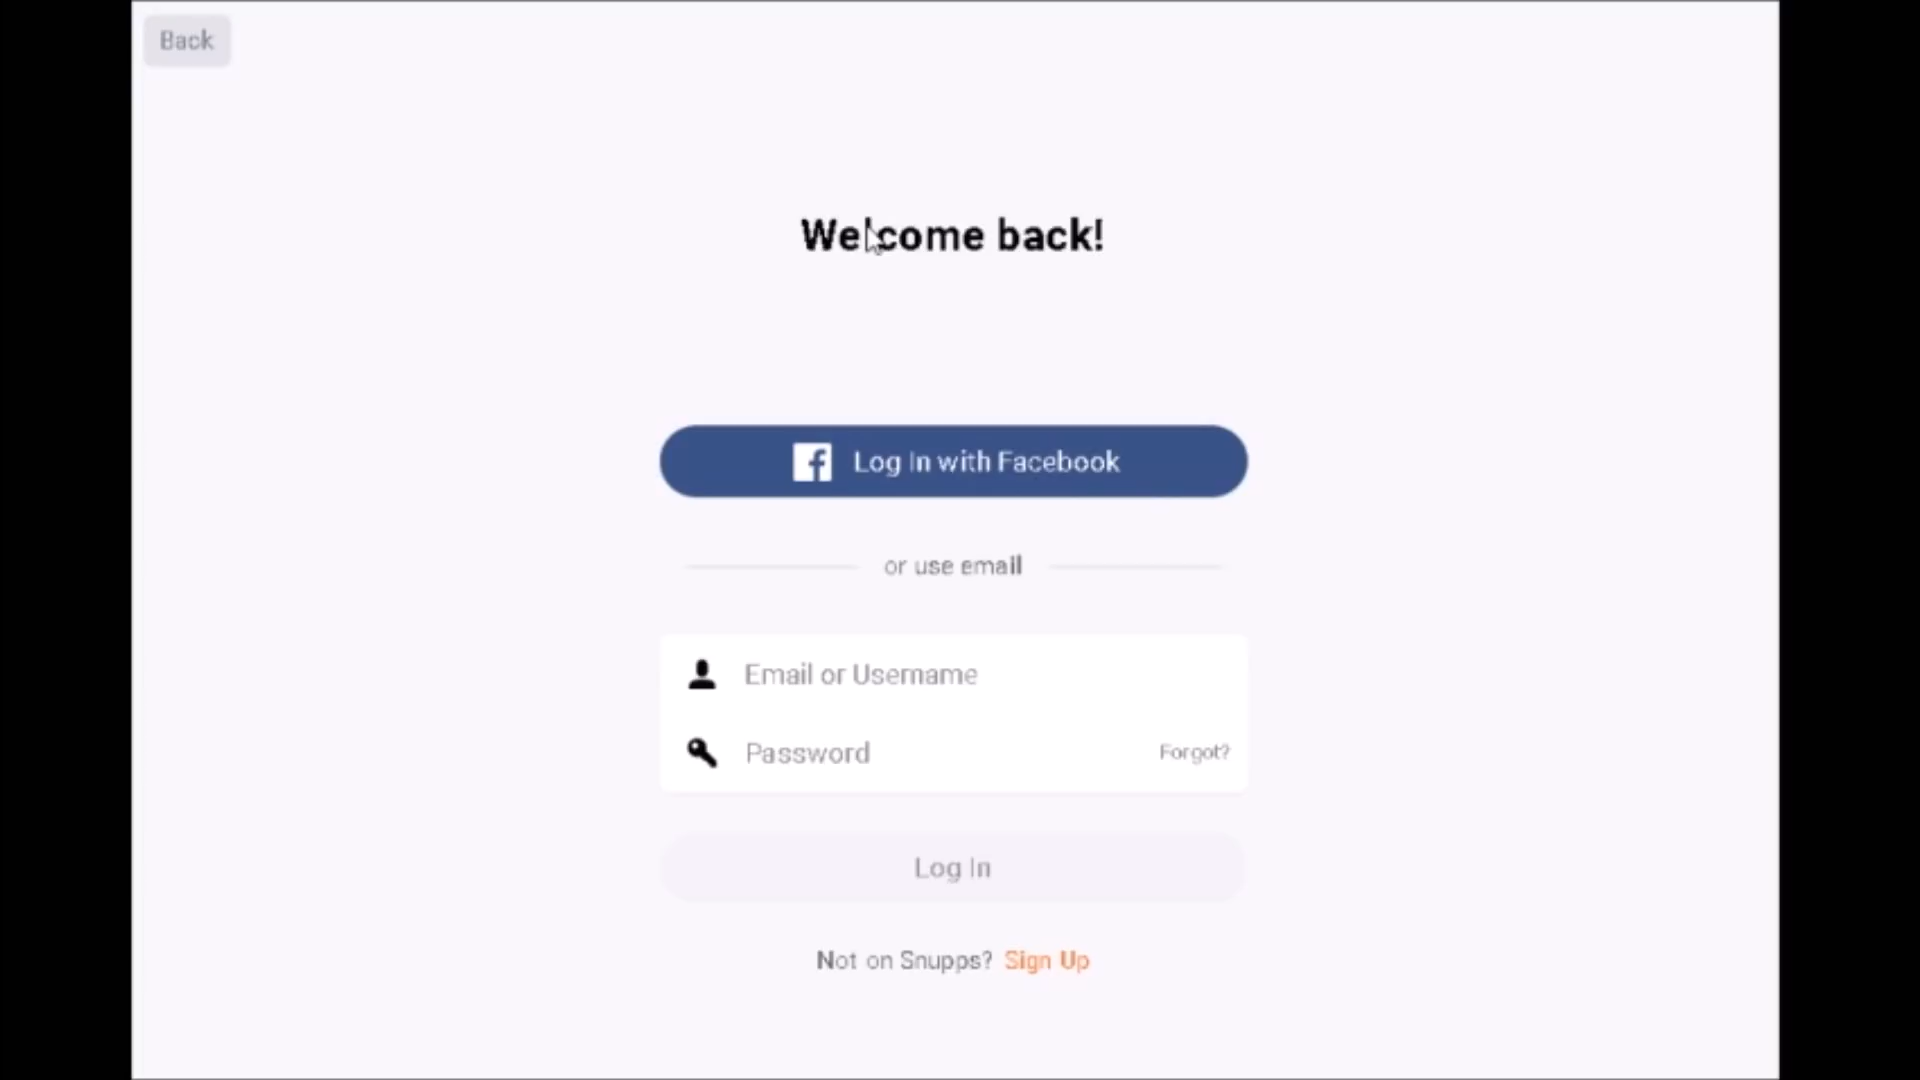 Back
Welcome back!
Log In with Facebook
or use email
Email or Username
Password
Forgot?
Log In
Not on Snupps? Sign Up